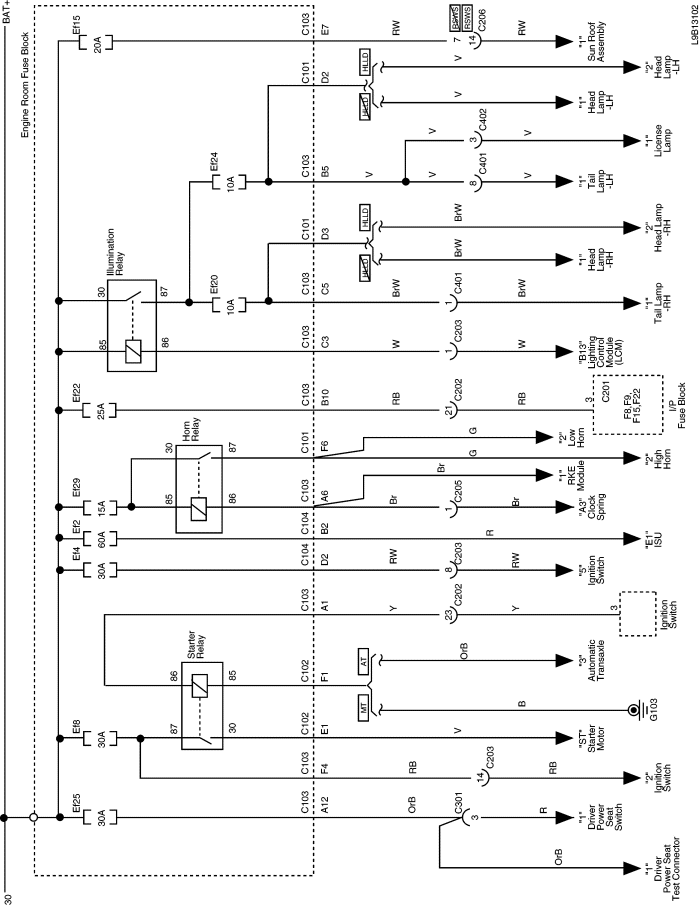 30
BAT+
Engine Room Fuse Block
Ef25
30A
Ef8
30A
Ef4
30A
Ef2
60A
Ef29
15A
Ef22
25A
Ef15
20A
Starter
Relay
86
85
87
30
Horn
Relay
30
87
85
86
Illumination
Relay
30
87
85
86
Ef20
10A
Ef24
10A
C103
A12
C103
F4
C102
E1
C102
F1
C103
A1
C104
D2
C104
B2
C103
A6
C101
F6
C103
B10
C103
C3
C103
C5
D3
C103
B5
C101
D2
C103
E7
OrB
RB
V
MT
AT
OrB
B
Y
RW
R
Br
Br
G
G
RB
W
BrW
HLLD
HLLD
BrW
BrW
V
HLLD
HLLD
V
V
V
RW
RSWS
RSWS
C301
3
14
C203
23
C202
8
C203
1
C205
21
C202
1
C203
1
C401
8
C401
3
C402
7
14
C206
OrB
R
RB
Y
RW
Br
RB
W
BrW
V
V
RW
"1"
Driver
Power Seat
Test Connector
"1"
Driver
Power
Seat
Switch
"2"
Ignition
Switch
"ST"
Starter
Motor
G103
"3"
Automatic
Transaxle
3
Ignition
Switch
"5"
Ignition
Switch
"E1"
ISU
"A3"
Clock
Spring
"1"
RKE
Module
"2"
High
Horn
"2"
Low
Horn
3
C201
F8,F9,
F15,F22
I/P
Fuse Block
"B13"
Lighting
Control
Module
(LCM)
"1"
Tail Lamp
-RH
"1"
Head
Lamp
-RH
"2"
Head Lamp
-RH
"1"
Tail
Lamp
-LH
"1"
License
Lamp
"1"
Head
Lamp
-LH
"2"
Head
Lamp
-LH
"1"
Sun Roof
Assembly
L9B13102